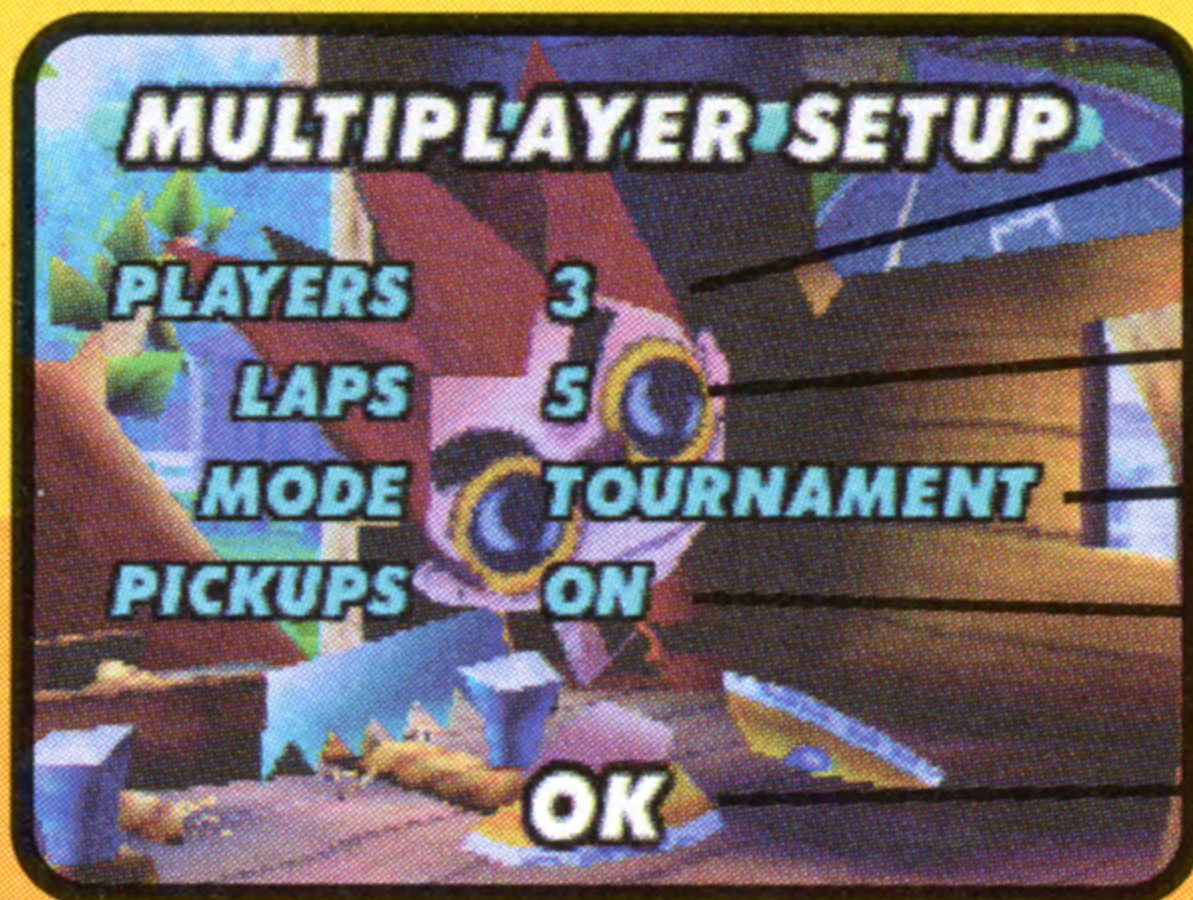 MULTIPLAYER SETUP
PLAYERS 3
LAPS 5
MODE TOURNAMENT
PICKUPS ON
OK